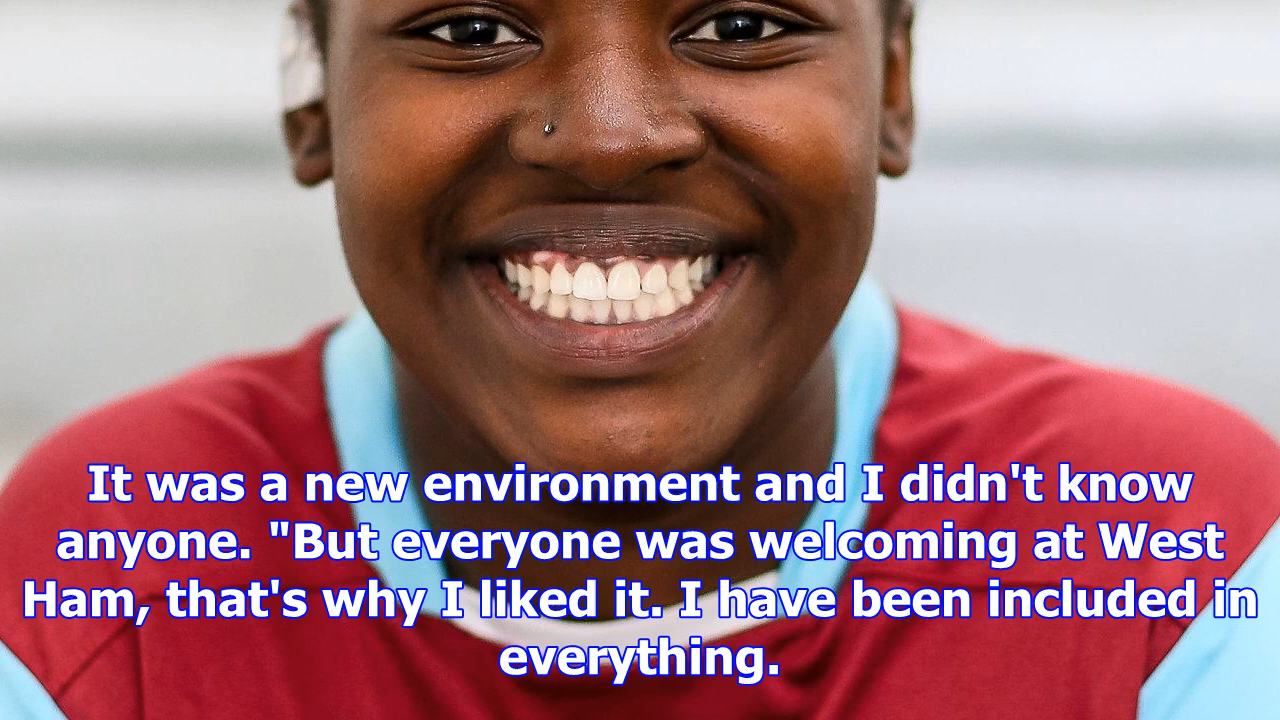 It was a new environment and I didn't know
anyone. "But everyone was welcoming at West
Ham, that's why I liked it. I have been included in
everything.